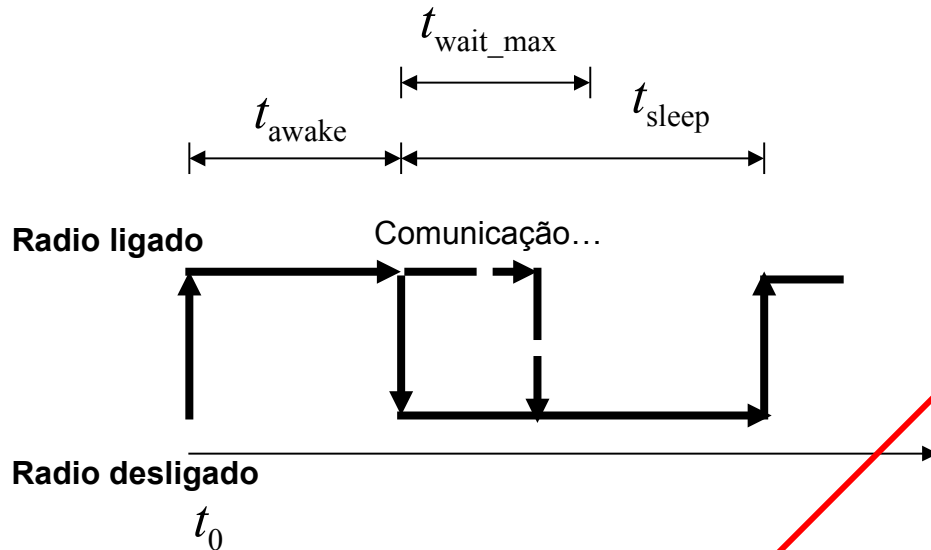 t_wait_max
t_awake
t_sleep
Radio ligado
Comunicação…
Radio desligado
t_0